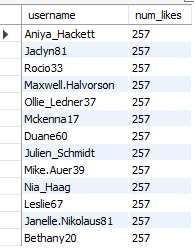 username num_likes
Aniya_Hackett 257
Jaclyn81 257
Rocio33 257
Maxwell.Halvorson 257
Ollie_Ledner37 257
Mckenna17 257
Duane60 257
Julien_Schmidt 257
Mike.Auer39 257
Nia_Haag 257
Leslie67 257
Janelle.Nikolaus81 257
Bethany20 257